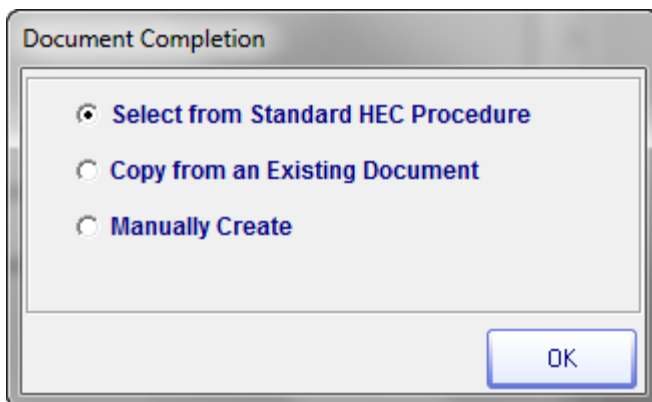 Document Completion
Select from Standard HEC Procedure
Copy from an Existing Document
Manually Create
OK